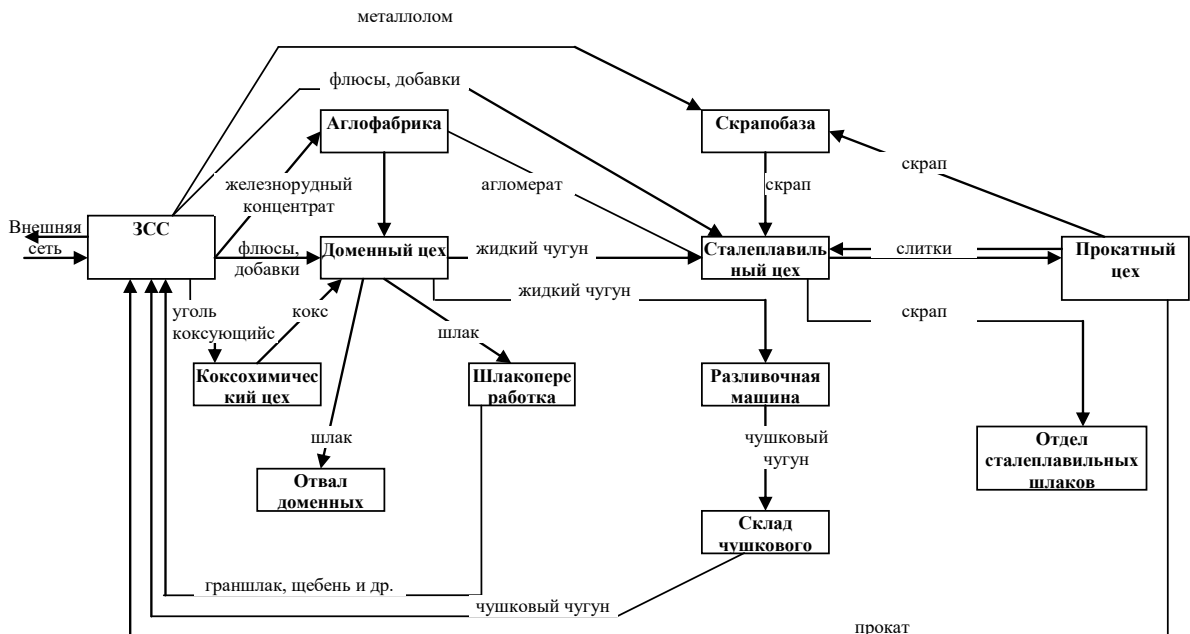 металлолом
флюсы, добавки
Аглофабрика
Скрапобаза
скрап
железнорудный
концентрат
агломерат
скрап
Внешняя
сеть
ЗСС
флюсы,
добавки
Доменный цех
жидкий чугун
Сталеплавиль
ный цех
слитки
Прокатный
цех
жидкий чугун
уголь
коксующийс
кокс
шлак
скрап
Коксохимичес
кий цех
Шлакопере
работка
Разливочная
машина
шлак
чушковый
чугун
Отдел
сталеплавильных
шлаков
Отвал
доменных
Склад
чушкового
граншлак, щебень и др.
чушковый чугун
прокат